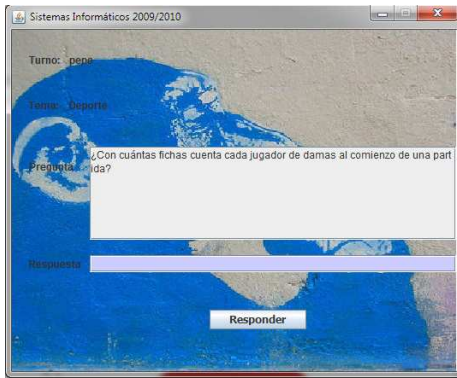 Sistemas Informáticos 2009/2010
Turno: pepe
Tema: Deporte
Pregunta:
¿Con cuántas fichas cuenta cada jugador de damas al comienzo de una part
ida?
Respuesta
Responder